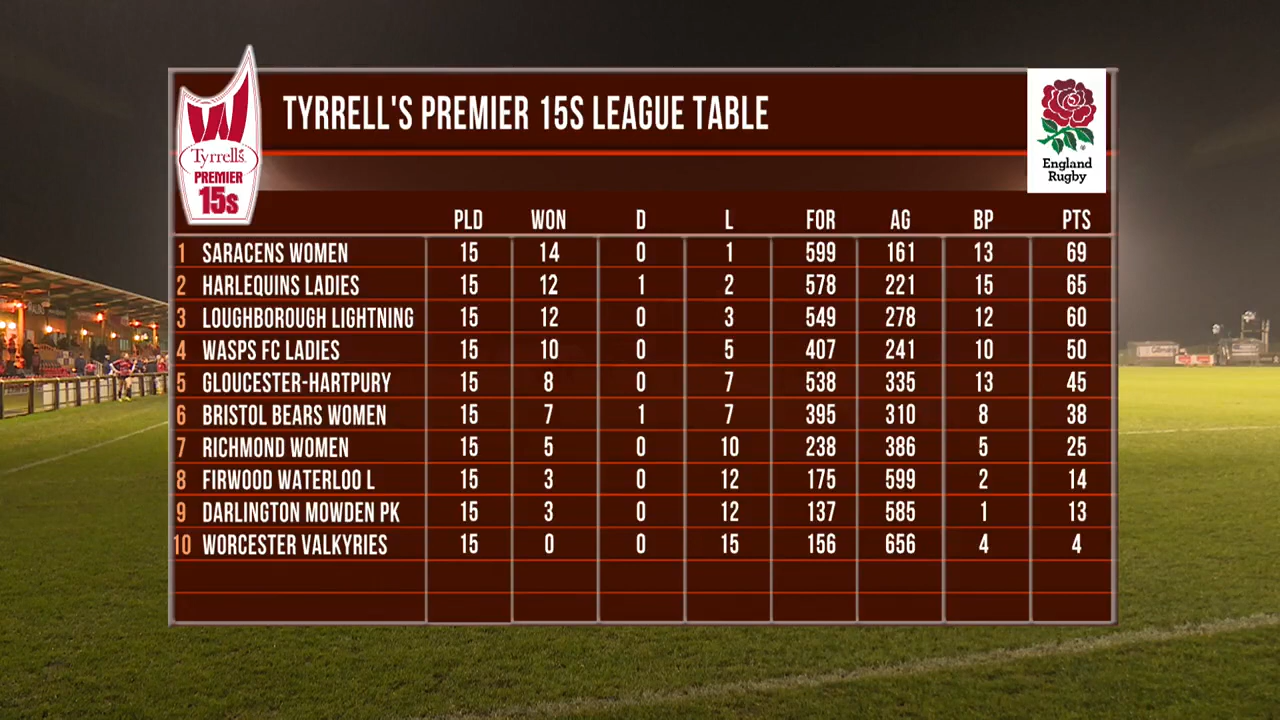 TYRRELL'S PREMIER 15S LEAGUE TABLE
Tyrrell's
PREMIER
15s
England
Rugby
PLD WON D L FOR AG BP PTS
1 SARACENS WOMEN 15 14 0 1 599 161 13 69
2 HARLEQUINS LADIES 15 12 1 2 578 221 15 65
3 LOUGHBOROUGH LIGHTNING 15 12 0 3 549 278 12 60
4 WASPS FC LADIES 15 10 0 5 407 241 10 50
5 GLOUCESTER-HARTPURY 15 8 0 7 538 335 13 45
6 BRISTOL BEARS WOMEN 15 7 1 7 395 310 8 38
7 RICHMOND WOMEN 15 5 0 10 238 386 5 25
8 FIRWOOD WATERLOO L 15 3 0 12 175 599 2 14
9 DARLINGTON MOWDEN PK 15 3 0 12 137 585 1 13
10 WORCESTER VALKYRIES 15 0 0 15 156 656 4 4